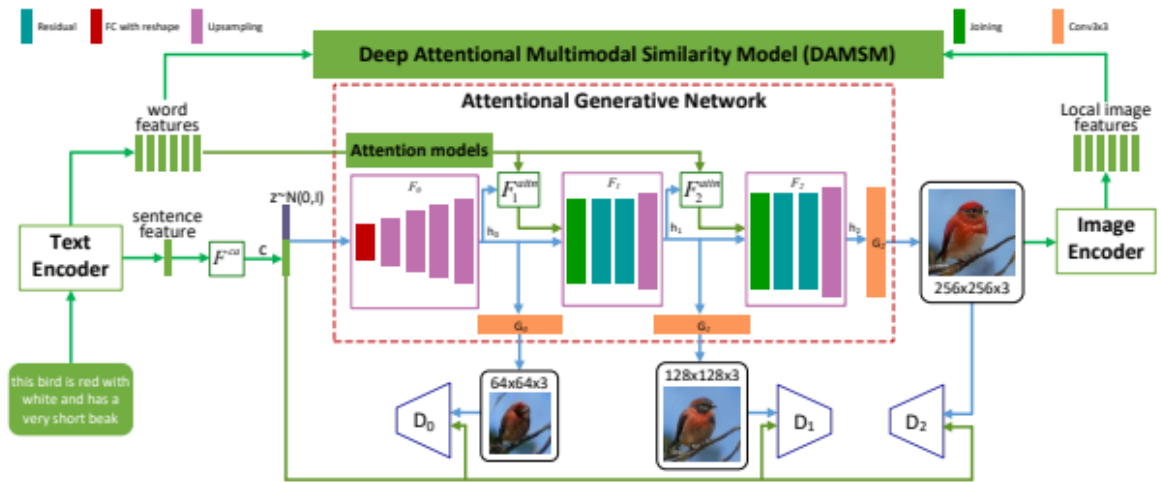 Residual
FC with reshape
Upsampling
Joining
Conv3x3
Deep Attentional Multimodal Similarity Model (DAMSM)
Attentional Generative Network
word
features
Local image
features
Attention models
z~N(0,I)
F₀
F₁ᵃᵗᵗⁿ
F₁
F₂ᵃᵗᵗⁿ
F₂
sentence
feature
Text
Encoder
Fᶜᵃ
c
h₀
h₁
h₂
G₂
256x256x3
Image
Encoder
G₀
G₁
this bird is red with
white and has a
very short beak
64x64x3
128x128x3
D₀
D₁
D₂